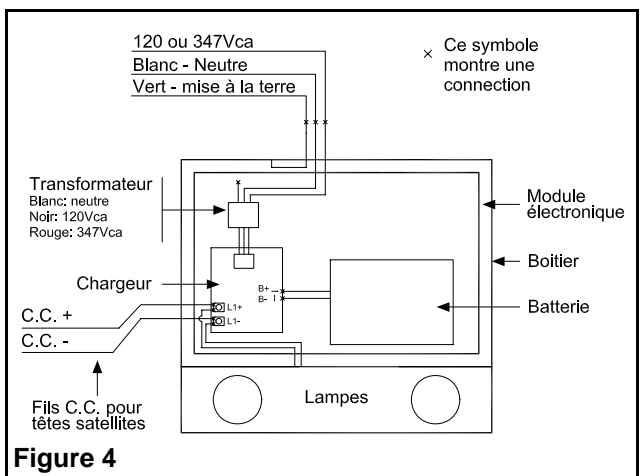 120 ou 347Vca
Blanc - Neutre
Vert - mise à la terre
× Ce symbole
montre une
connection
Transformateur
Blanc: neutre
Noir: 120Vca
Rouge: 347Vca
Module
électronique
Boitier
Chargeur
B+
B-
Batterie
L1+
L1-
C.C. +
C.C. -
Fils C.C. pour
têtes satellites
Lampes
Figure 4